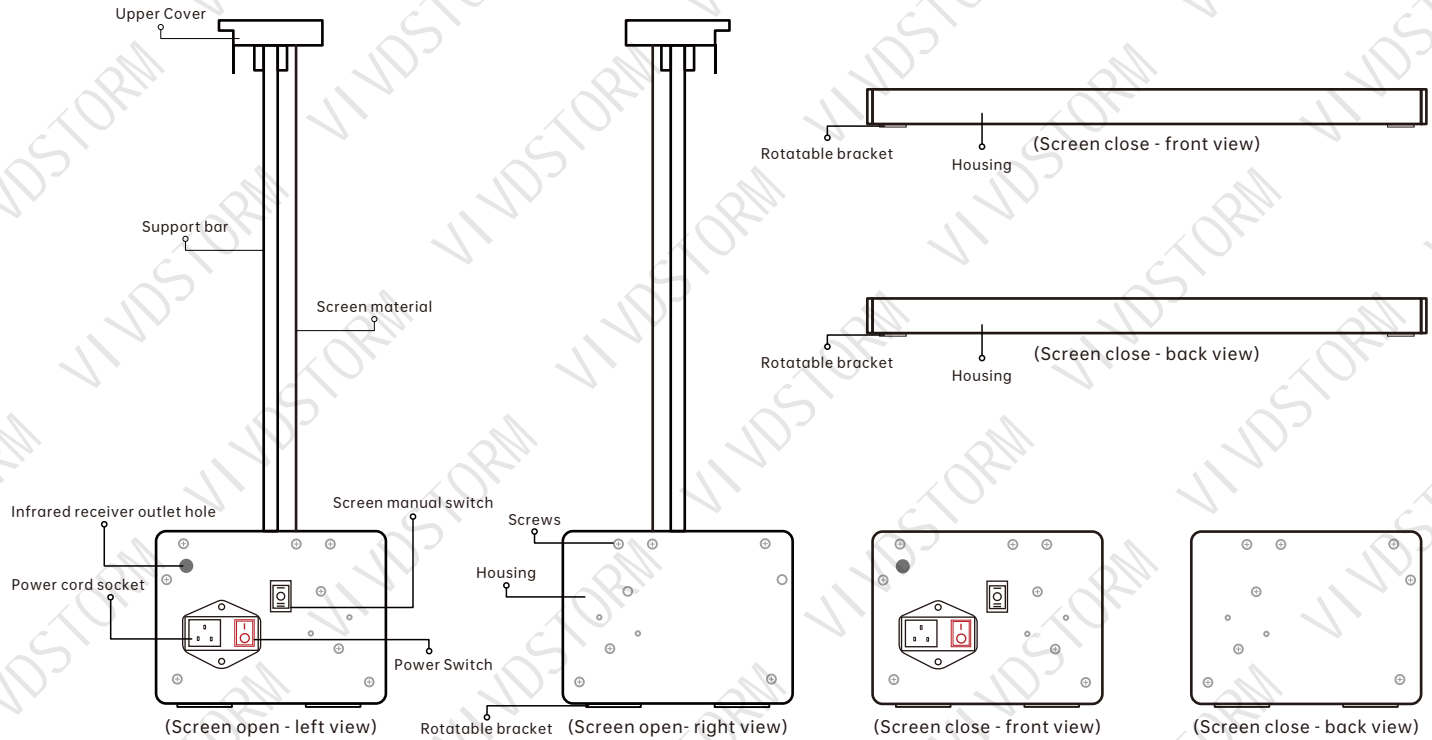 Upper Cover
Support bar
Screen material
Infrared receiver outlet hole
Screen manual switch
Power cord socket
Power Switch
(Screen open - left view)
Screws
Housing
Rotatable bracket
(Screen open- right view)
Rotatable bracket
Housing
(Screen close - front view)
Rotatable bracket
Housing
(Screen close - back view)
(Screen close - front view)
(Screen close - back view)
VIVIDSTORM